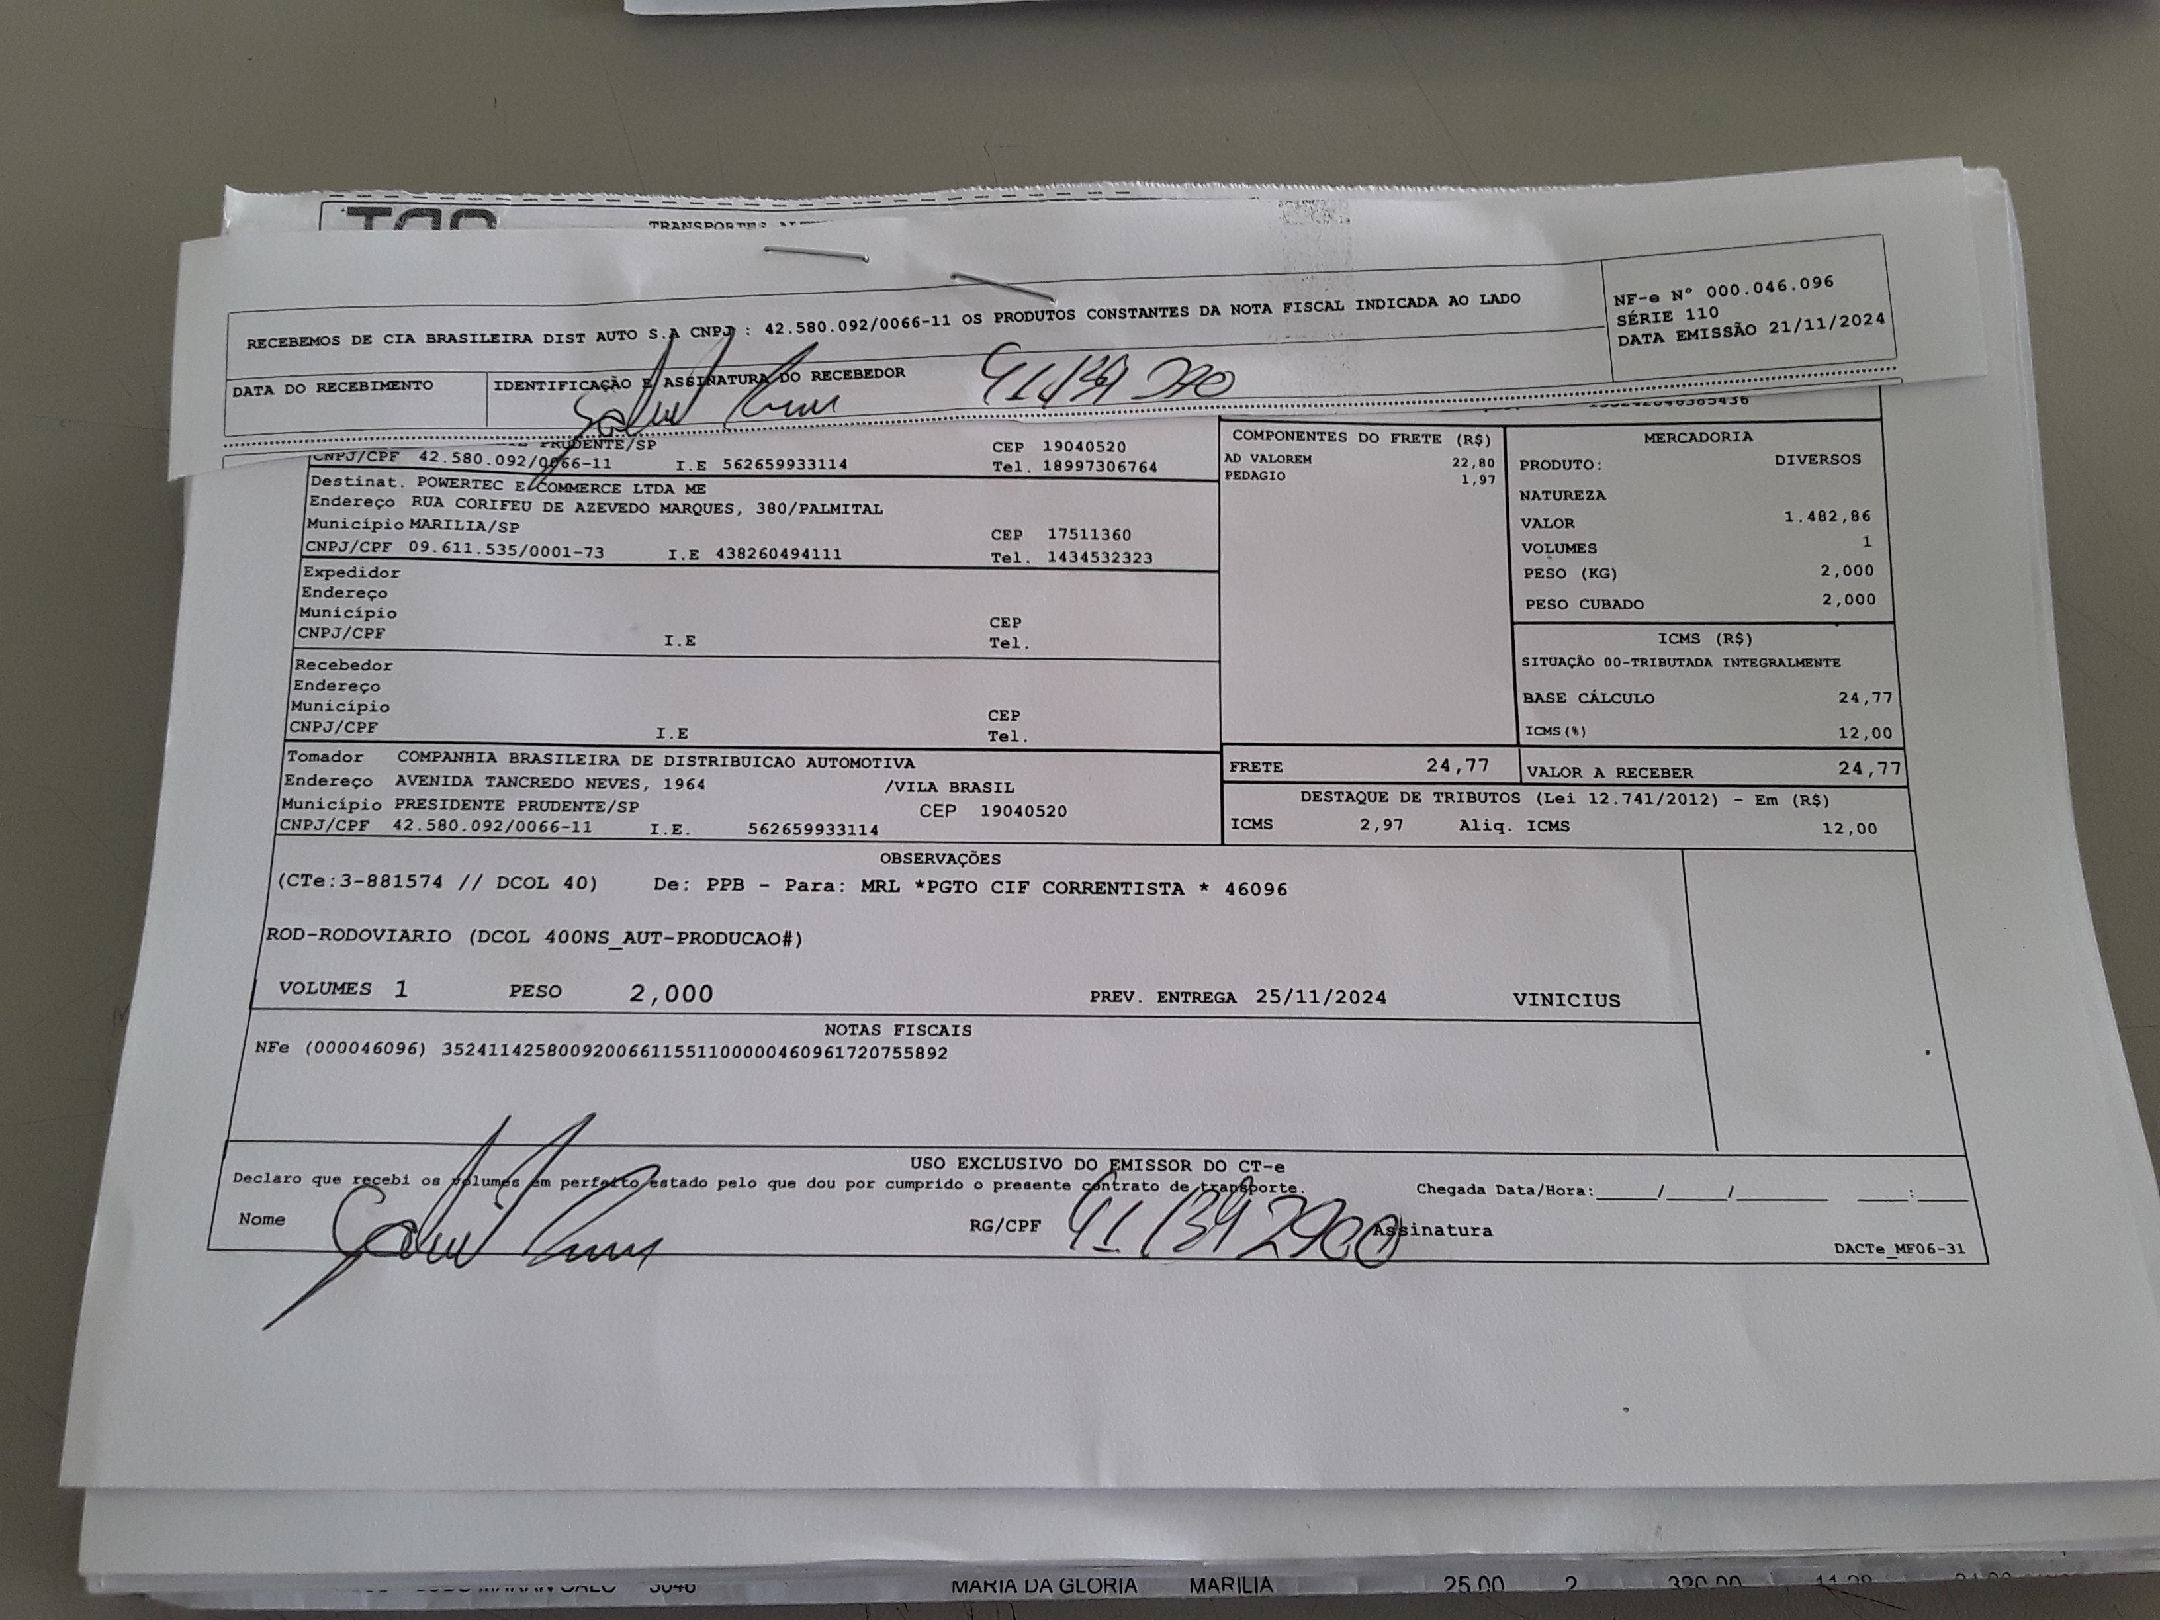 RECEBEMOS DE CIA BRASILEIRA DIST AUTO S.A CNPJ : 42.580.092/0066-11 OS PRODUTOS CONSTANTES DA NOTA FISCAL INDICADA AO LADO
NF-e Nº 000.046.096
SÉRIE 110
DATA EMISSÃO 21/11/2024
DATA DO RECEBIMENTO
IDENTIFICAÇÃO E ASSINATURA DO RECEBEDOR
PRUDENTE/SP CEP 19040520
CNPJ/CPF 42.580.092/0066-11 I.E 562659933114 Tel. 18997306764
Destinat. POWERTEC E-COMMERCE LTDA ME
Endereço RUA CORIFEU DE AZEVEDO MARQUES, 380/PALMITAL
Município MARILIA/SP CEP 17511360
CNPJ/CPF 09.611.535/0001-73 I.E 438260494111 Tel. 1434532323
Expedidor
Endereço
Município CEP
CNPJ/CPF I.E Tel.
Recebedor
Endereço
Município CEP
CNPJ/CPF I.E Tel.
Tomador COMPANHIA BRASILEIRA DE DISTRIBUICAO AUTOMOTIVA
Endereço AVENIDA TANCREDO NEVES, 1964 /VILA BRASIL
Município PRESIDENTE PRUDENTE/SP CEP 19040520
CNPJ/CPF 42.580.092/0066-11 I.E. 562659933114
COMPONENTES DO FRETE (R$)
AD VALOREM 22,80
PEDAGIO 1,97
MERCADORIA
PRODUTO: DIVERSOS
NATUREZA
VALOR 1.482,86
VOLUMES 1
PESO (KG) 2,000
PESO CUBADO 2,000
ICMS (R$)
SITUAÇÃO 00-TRIBUTADA INTEGRALMENTE
BASE CÁLCULO 24,77
ICMS(%) 12,00
FRETE 24,77 VALOR A RECEBER 24,77
DESTAQUE DE TRIBUTOS (Lei 12.741/2012) - Em (R$)
ICMS 2,97 Aliq. ICMS 12,00
OBSERVAÇÕES
(CTe:3-881574 // DCOL 40) De: PPB - Para: MRL *PGTO CIF CORRENTISTA * 46096
ROD-RODOVIARIO (DCOL 400NS_AUT-PRODUCAO#)
VOLUMES 1 PESO 2,000 PREV. ENTREGA 25/11/2024 VINICIUS
NOTAS FISCAIS
NFe (000046096) 35241142580092006611551100000460961720755892
USO EXCLUSIVO DO EMISSOR DO CT-e
Declaro que recebi os volumes em perfeito estado pelo que dou por cumprido o presente contrato de transporte. Chegada Data/Hora:_____/_____/________ ____:____
Nome RG/CPF Assinatura
DACTe_MF06-31
MARIA DA GLORIA MARILIA 25,00 2